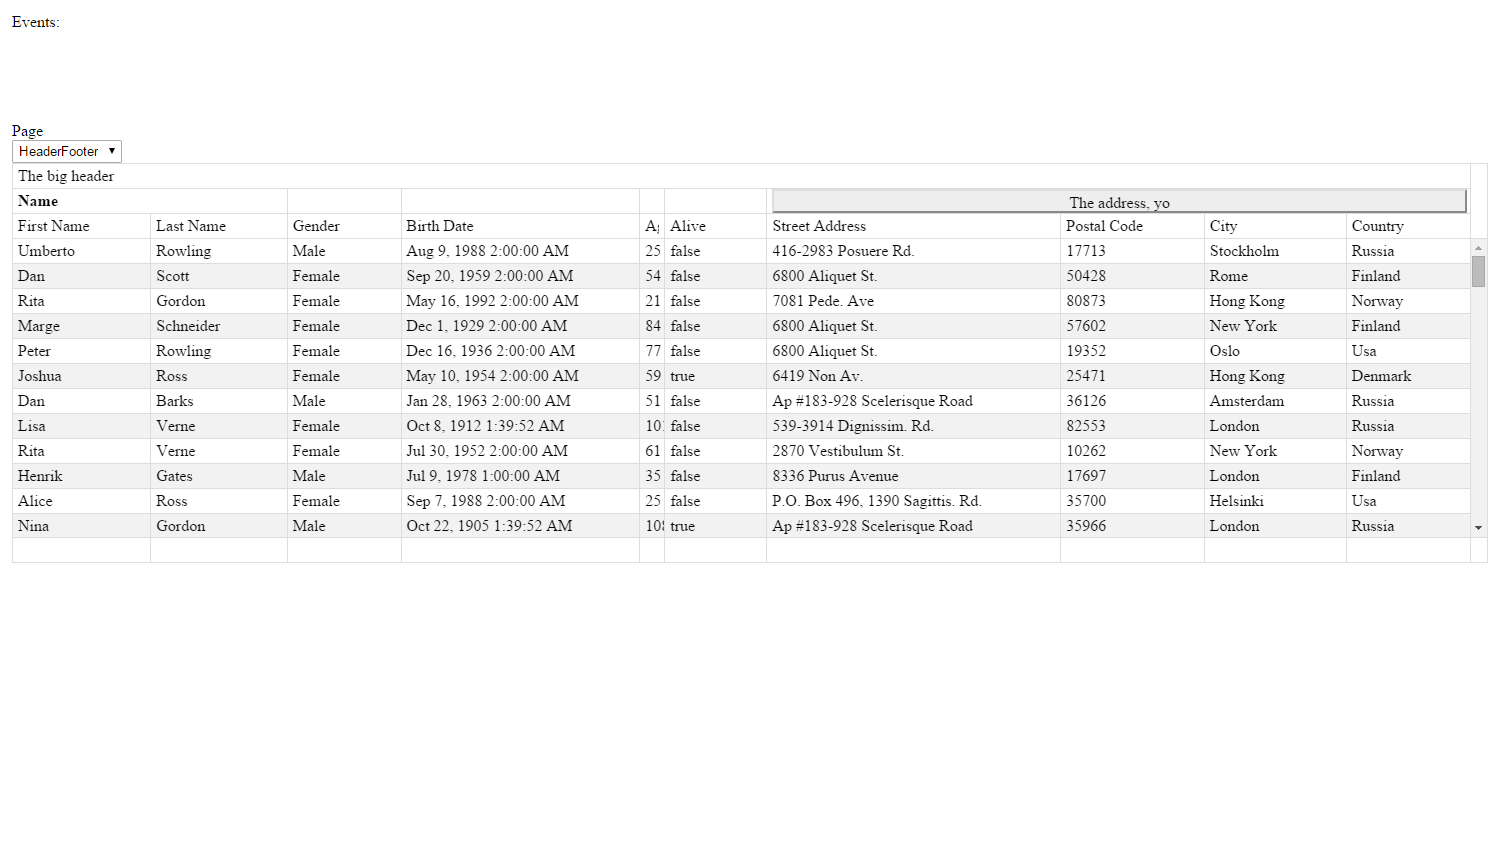 Events:
Page
HeaderFooter
The big header
Name The address, yo
First Name Last Name Gender Birth Date Alive Street Address Postal Code City Country
Umberto Rowling Male Aug 9, 1988 2:00:00 AM 25 false 416-2983 Posuere Rd. 17713 Stockholm Russia
Dan Scott Female Sep 20, 1959 2:00:00 AM 54 false 6800 Aliquet St. 50428 Rome Finland
Rita Gordon Female May 16, 1992 2:00:00 AM 21 false 7081 Pede. Ave 80873 Hong Kong Norway
Marge Schneider Female Dec 1, 1929 2:00:00 AM 84 false 6800 Aliquet St. 57602 New York Finland
Peter Rowling Female Dec 16, 1936 2:00:00 AM 77 false 6800 Aliquet St. 19352 Oslo Usa
Joshua Ross Female May 10, 1954 2:00:00 AM 59 true 6419 Non Av. 25471 Hong Kong Denmark
Dan Barks Male Jan 28, 1963 2:00:00 AM 51 false Ap #183-928 Scelerisque Road 36126 Amsterdam Russia
Lisa Verne Female Oct 8, 1912 1:39:52 AM 101 false 539-3914 Dignissim. Rd. 82553 London Russia
Rita Verne Female Jul 30, 1952 2:00:00 AM 61 false 2870 Vestibulum St. 10262 New York Norway
Henrik Gates Male Jul 9, 1978 1:00:00 AM 35 false 8336 Purus Avenue 17697 London Finland
Alice Ross Female Sep 7, 1988 2:00:00 AM 25 false P.O. Box 496, 1390 Sagittis. Rd. 35700 Helsinki Usa
Nina Gordon Male Oct 22, 1905 1:39:52 AM 108 true Ap #183-928 Scelerisque Road 35966 London Russia